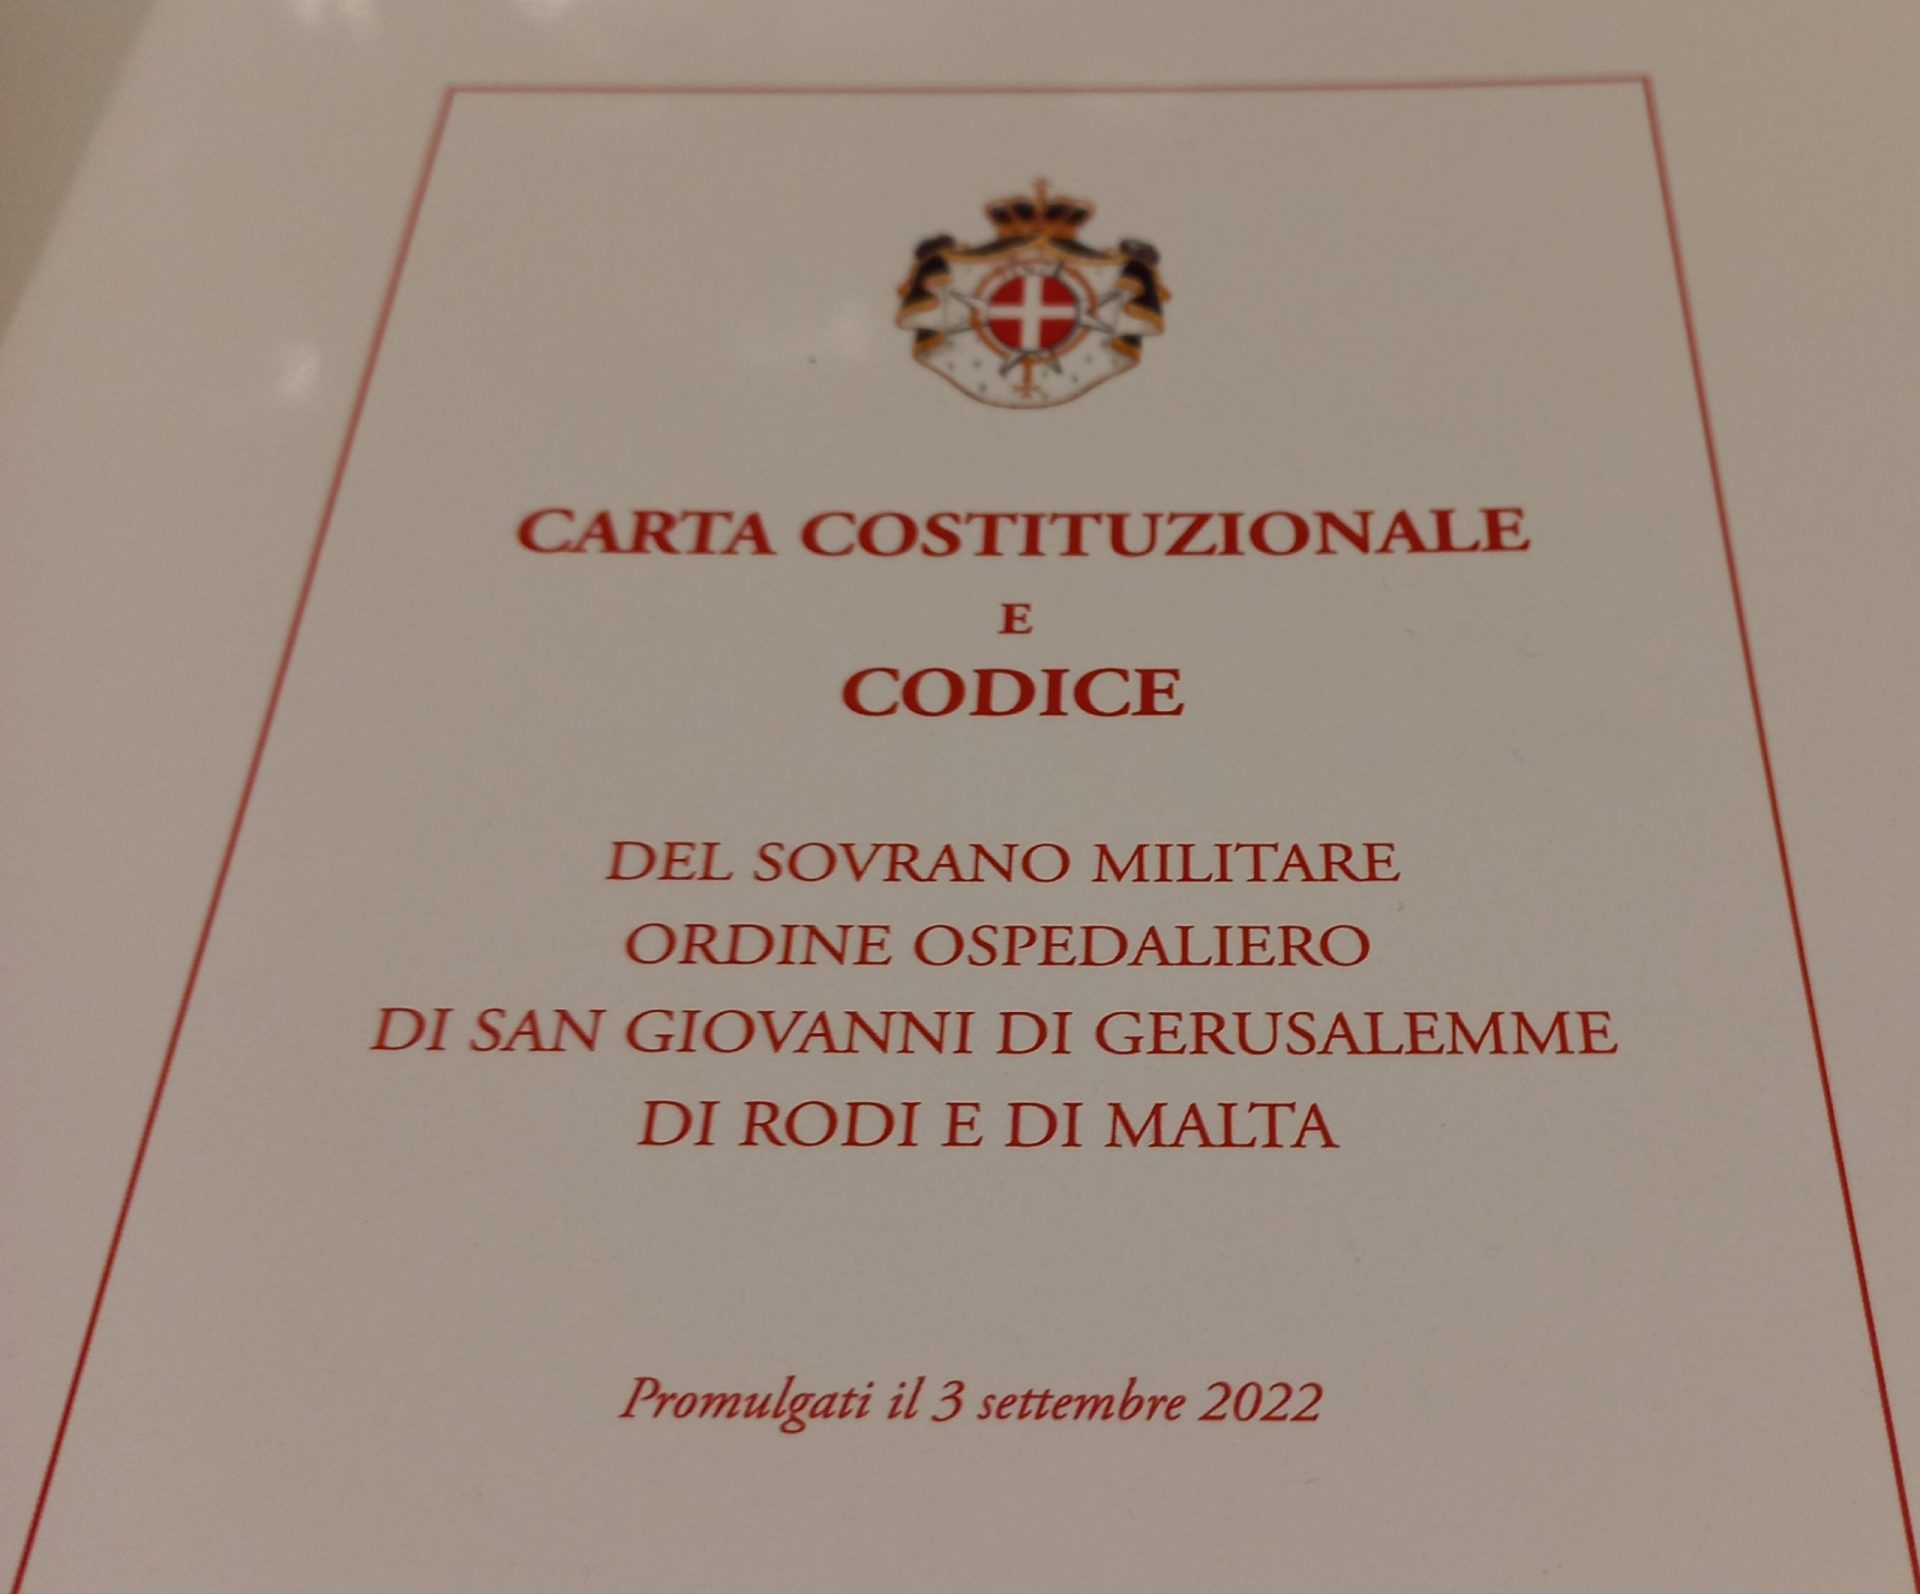 CARTA COSTITUZIONALE
E
CODICE
DEL SOVRANO MILITARE
ORDINE OSPEDALIERO
DI SAN GIOVANNI DI GERUSALEMME
DI RODI E DI MALTA
Promulgati il 3 settembre 2022